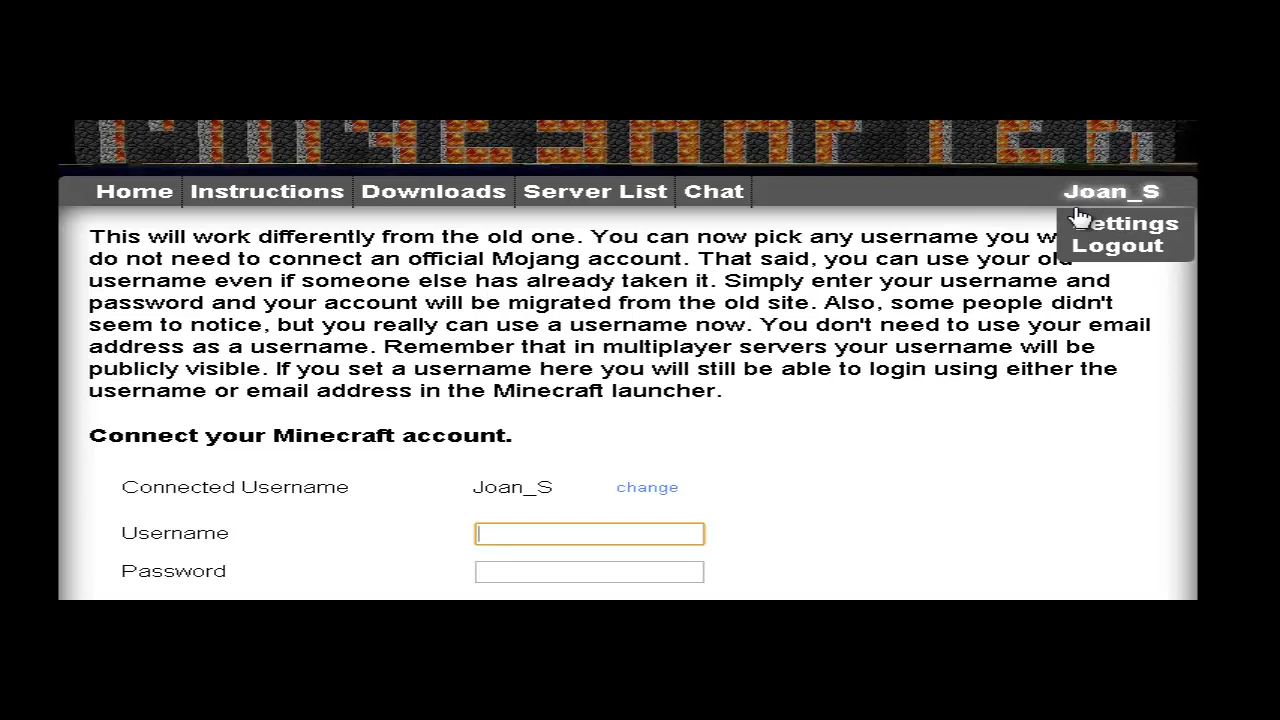 Home Instructions Downloads Server List Chat Joan_S
Settings
Logout
This will work differently from the old one. You can now pick any username you
do not need to connect an official Mojang account. That said, you can use your old
username even if someone else has already taken it. Simply enter your username and
password and your account will be migrated from the old site. Also, some people didn't
seem to notice, but you really can use a username now. You don't need to use your email
address as a username. Remember that in multiplayer servers your username will be
publicly visible. If you set a username here you will still be able to login using either the
username or email address in the Minecraft launcher.
Connect your Minecraft account.
Connected Username Joan_S change
Username
Password